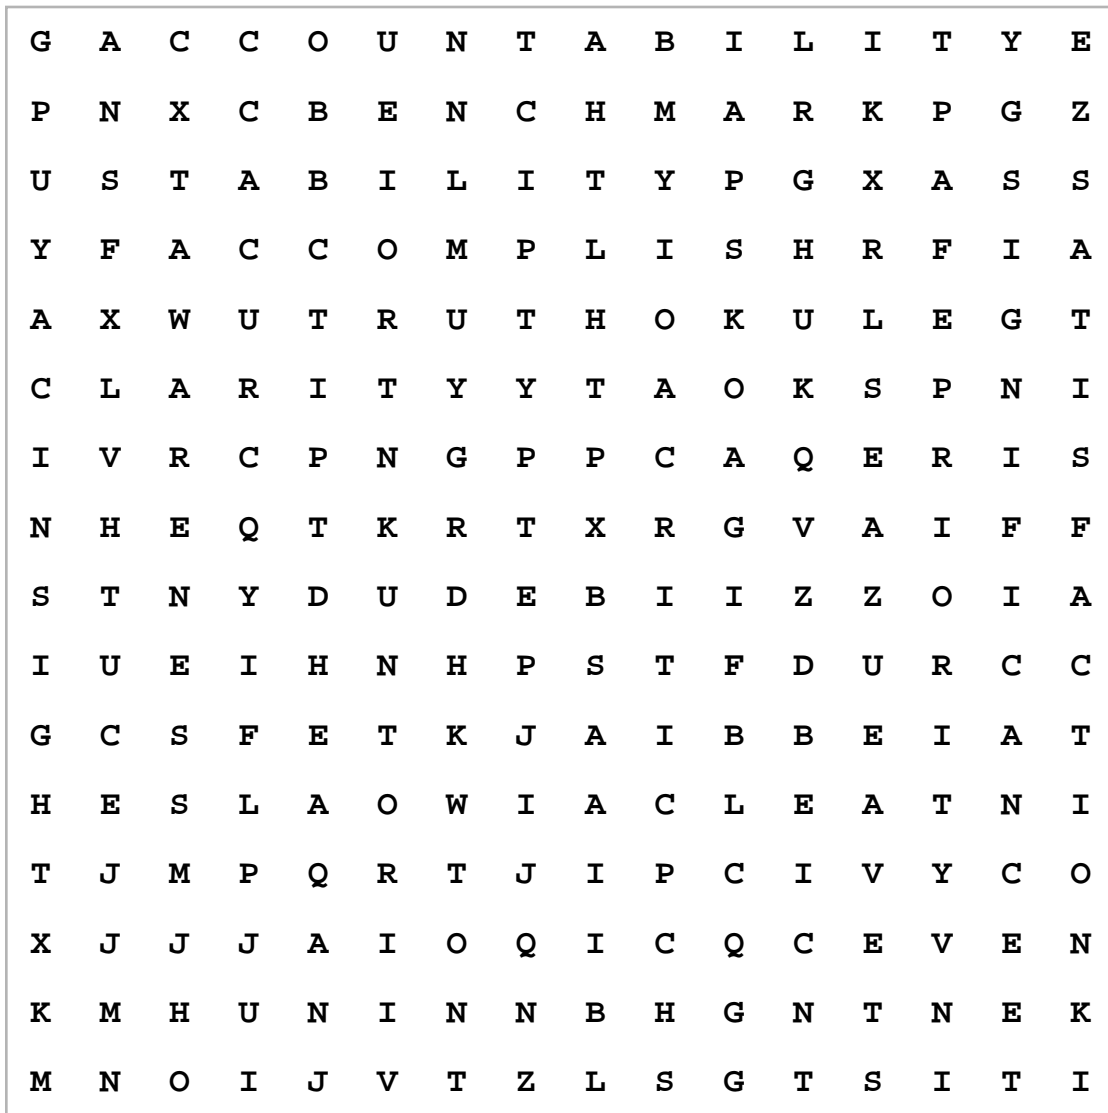 G A C C O U N T A B I L I T Y E
P N X C B E N C H M A R K P G Z
U S T A B I L I T Y P G X A S S
Y F A C C O M P L I S H R F I A
A X W U T R U T H O K U L E G T
C L A R I T Y Y T A O K S P N I
I V R C P N G P P C A Q E R I S
N H E Q T K R T X R G V A I F F
S T N Y D U D E B I I Z Z O I A
I U E I H N H P S T F D U R C C
G C S F E T K J A I B B E I A T
H E S L A O W I A C L E A T N I
T J M P Q R T J I P C I V Y C O
X J J J A I O Q I C Q C E V E N
K M H U N I N N B H G N T N E K
M N O I J V T Z L S G T S I T I